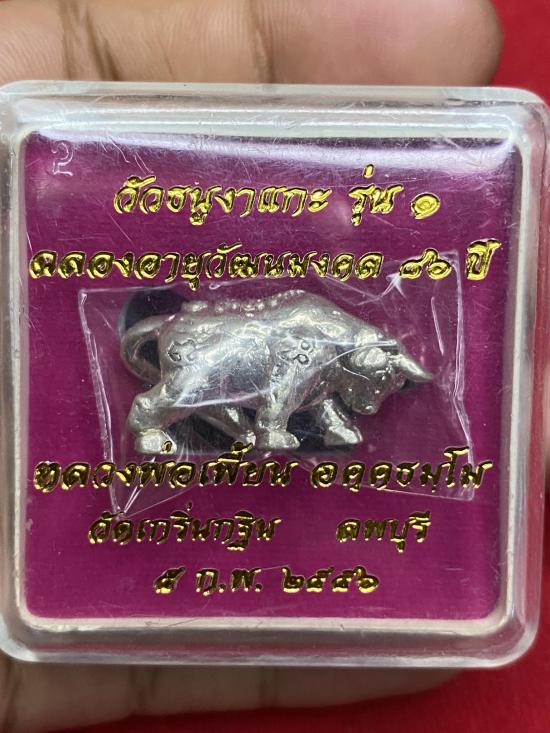 วัวธนูงาแกะ รุ่น ๑
ฉลองอายุวัฒนมงคล ๘๖ ปี
หลวงพ่อเพี้ยน อคฺคธมฺโม
วัดเกริ่นกฐิน ลพบุรี
๕ ก.พ. ๒๕๕๖